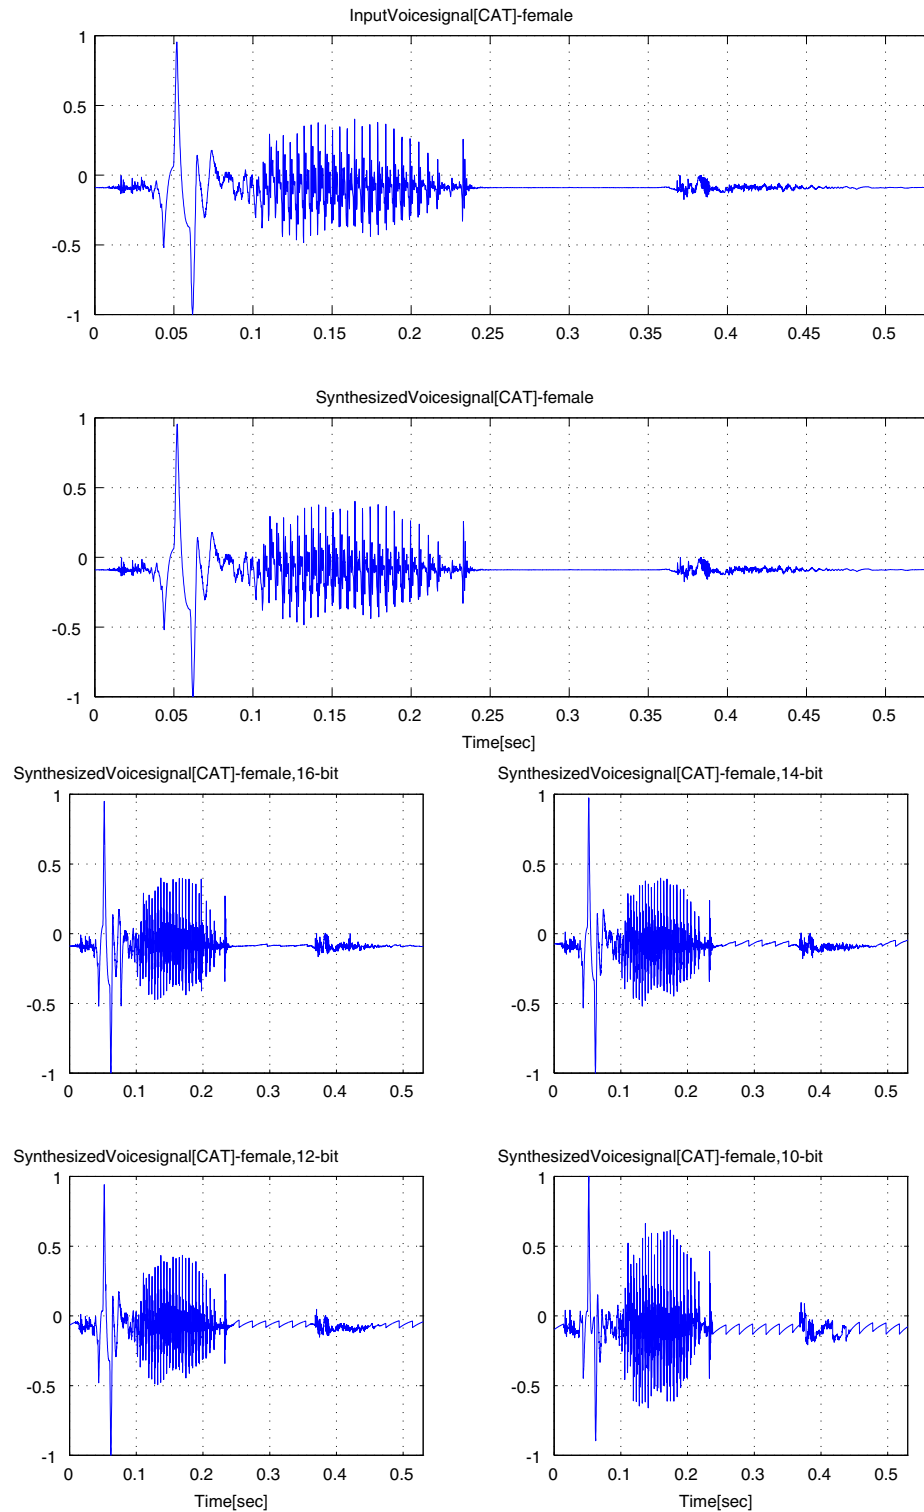 InputVoicesignal[CAT]-female
1
0.5
0
-0.5
-1
0 0.05 0.1 0.15 0.2 0.25 0.3 0.35 0.4 0.45 0.5
SynthesizedVoicesignal[CAT]-female
1
0.5
0
-0.5
-1
0 0.05 0.1 0.15 0.2 0.25 0.3 0.35 0.4 0.45 0.5
Time[sec]
SynthesizedVoicesignal[CAT]-female,16-bit
1
0.5
0
-0.5
-1
0 0.1 0.2 0.3 0.4 0.5
SynthesizedVoicesignal[CAT]-female,14-bit
1
0.5
0
-0.5
-1
0 0.1 0.2 0.3 0.4 0.5
SynthesizedVoicesignal[CAT]-female,12-bit
1
0.5
0
-0.5
-1
0 0.1 0.2 0.3 0.4 0.5
Time[sec]
SynthesizedVoicesignal[CAT]-female,10-bit
1
0.5
0
-0.5
-1
0 0.1 0.2 0.3 0.4 0.5
Time[sec]